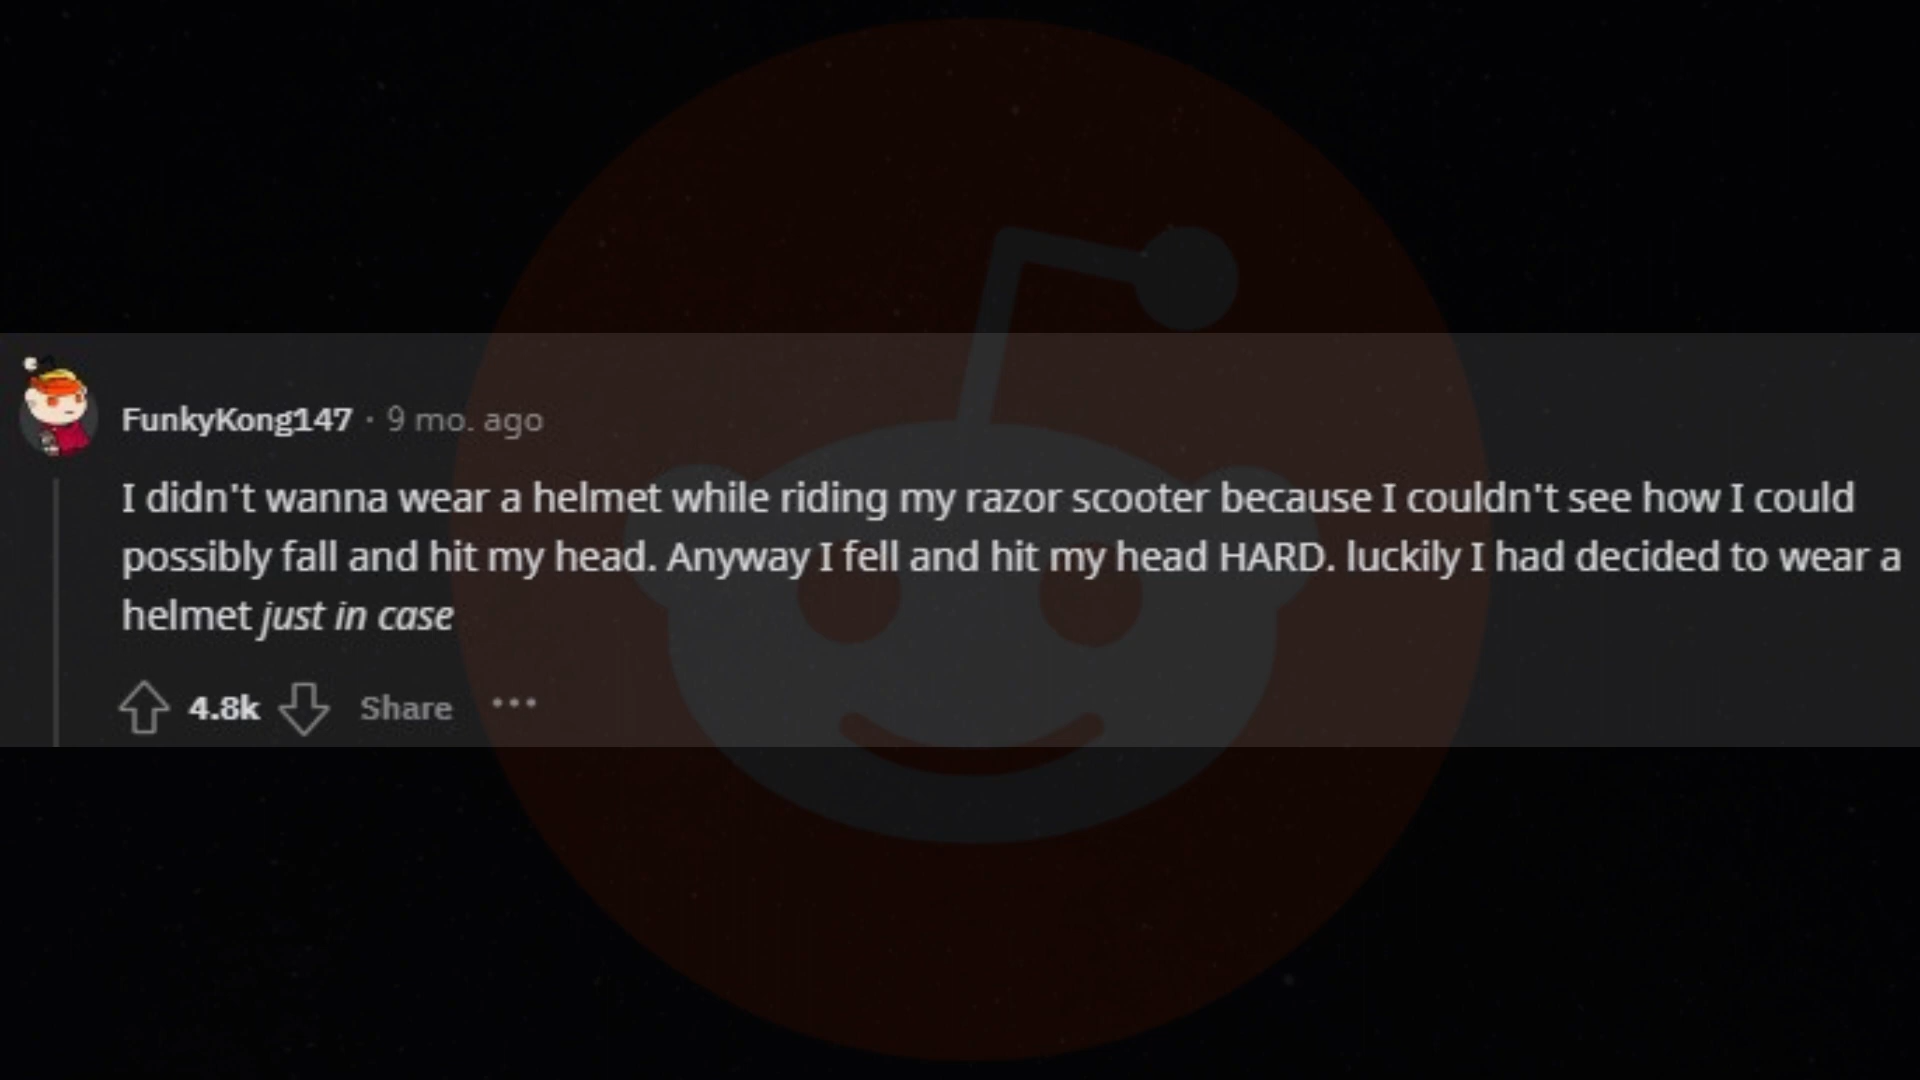 FunkyKong147 · 9 mo. ago
I didn't wanna wear a helmet while riding my razor scooter because I couldn't see how I could
possibly fall and hit my head. Anyway I fell and hit my head HARD. luckily I had decided to wear a
helmet just in case
4.8k Share ...